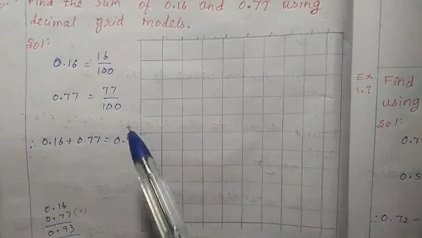 Find the sum of 0.16 and 0.77 using
decimal grid models.
Sol:
0.16 = 16/100
0.77 = 77/100
∴ 0.16 + 0.77 = 0.
0.16
0.77 (+)
0.93
Ex 1.7
Find
using
Sol:
0.7
0.5
∴ 0.72 -